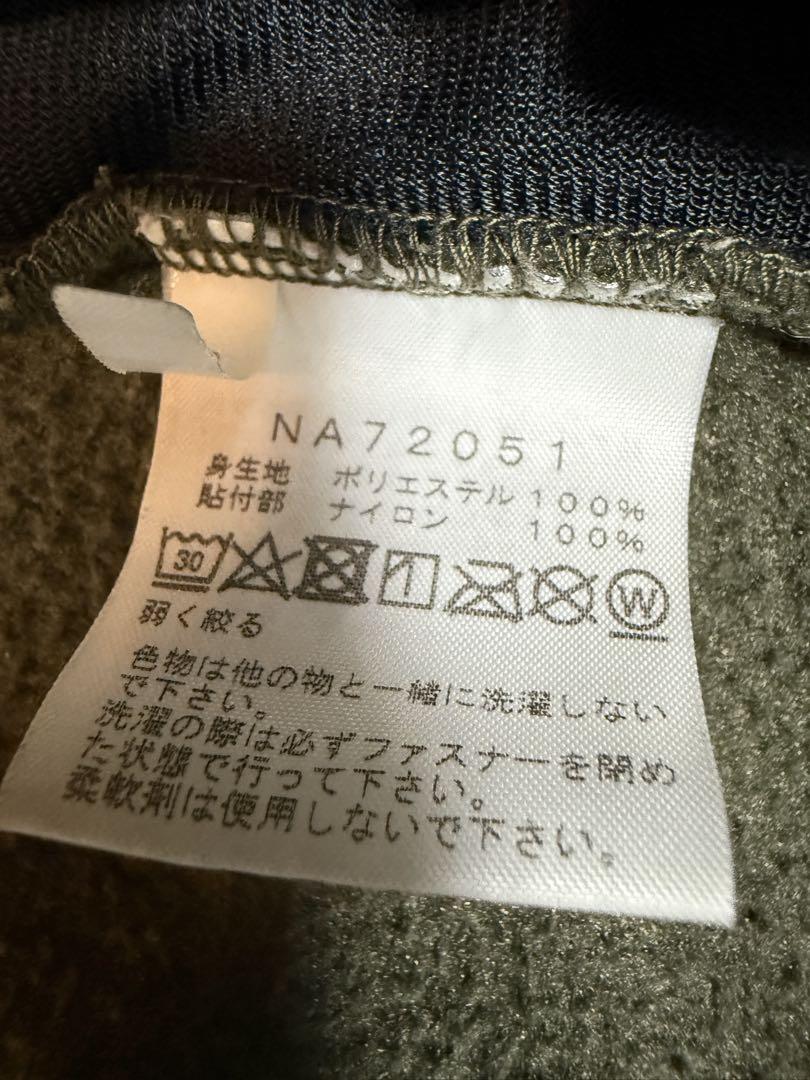 NA72051
身生地 ポリエステル100%
貼付部 ナイロン 100%
30 W
弱く絞る
色物は他の物と一緒に洗濯しない
で下さい。
洗濯の際は必ずファスナーを閉め
た状態で行って下さい。
柔軟剤は使用しないで下さい。